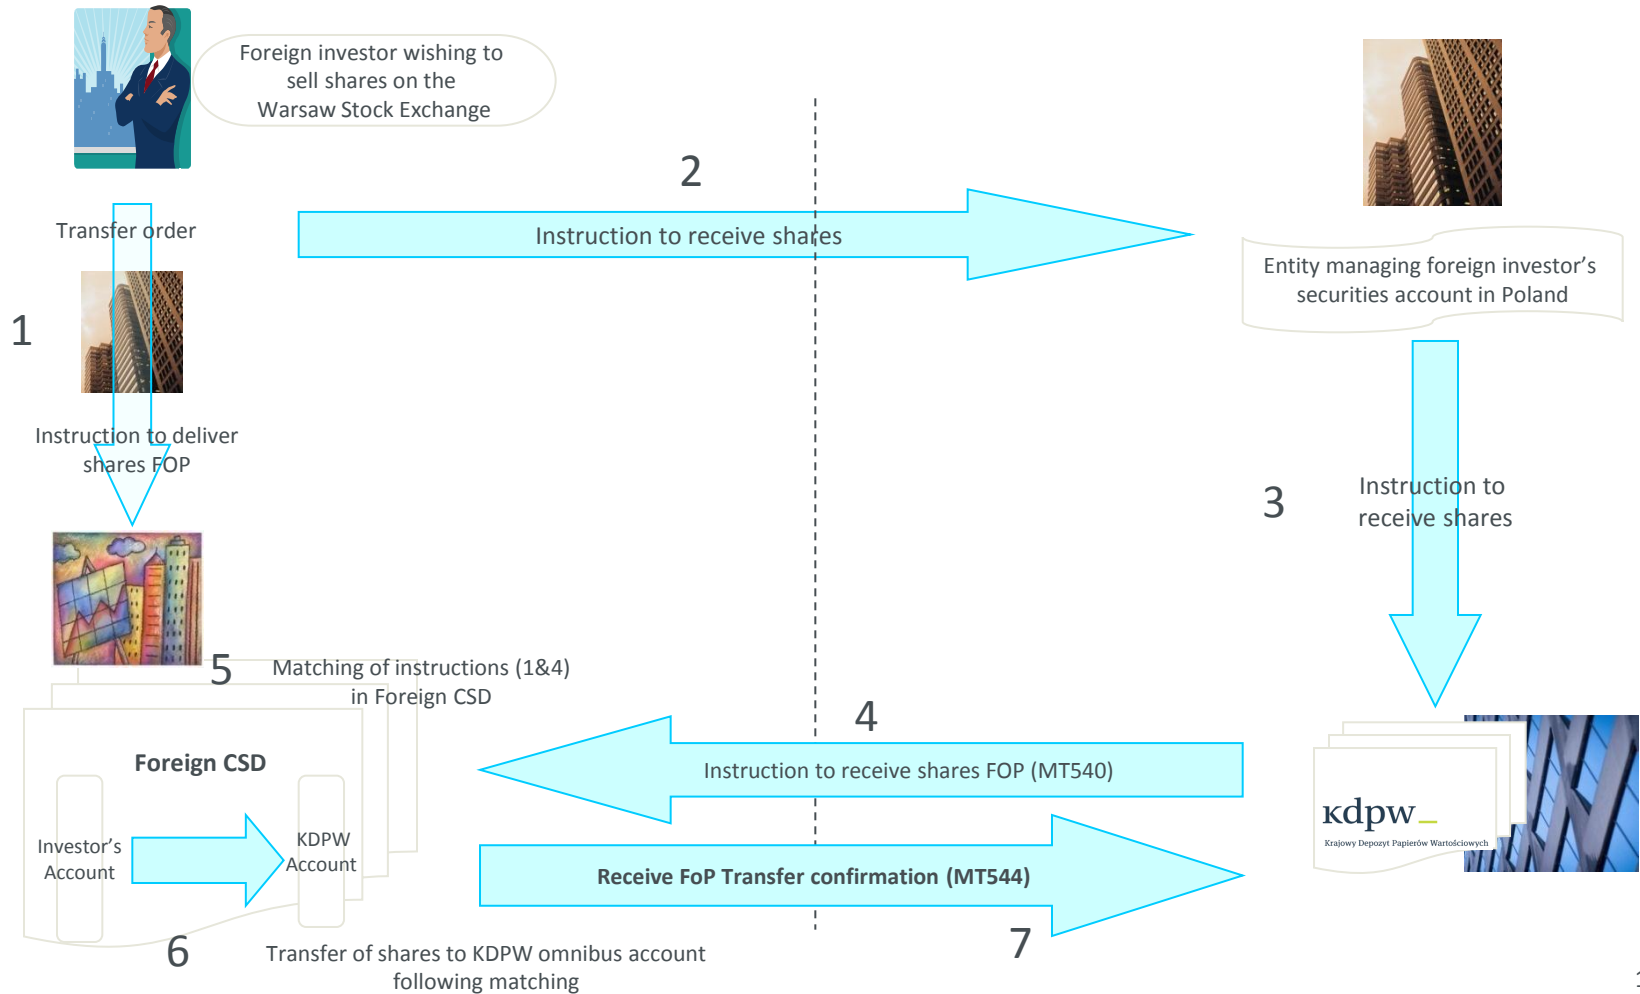 Foreign investor wishing to
sell shares on the
Warsaw Stock Exchange
2
Transfer order
Instruction to receive shares
Entity managing foreign investor’s
securities account in Poland
1
Instruction to deliver
shares FOP
3
Instruction to
receive shares
5
Matching of instructions (1&4)
in Foreign CSD
4
Foreign CSD
Instruction to receive shares FOP (MT540)
кdpw_
Krajowy Depozyt Papierów Wartościowych
Investor’s
Account
KDPW
Account
Receive FoP Transfer confirmation (MT544)
6
Transfer of shares to KDPW omnibus account
following matching
7